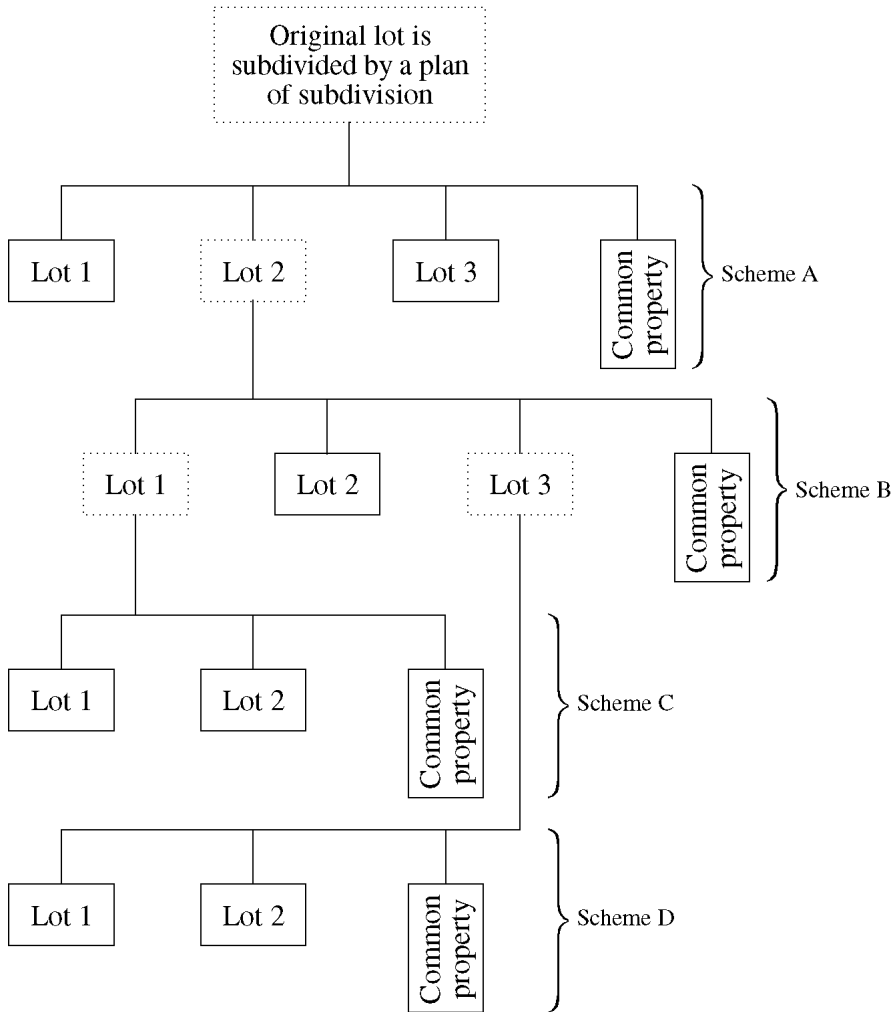 Original lot is
subdivided by a plan
of subdivision
Lot 1
Lot 2
Lot 3
Common
property
Scheme A
Lot 1
Lot 2
Lot 3
Common
property
Scheme B
Lot 1
Lot 2
Common
property
Scheme C
Lot 1
Lot 2
Common
property
Scheme D